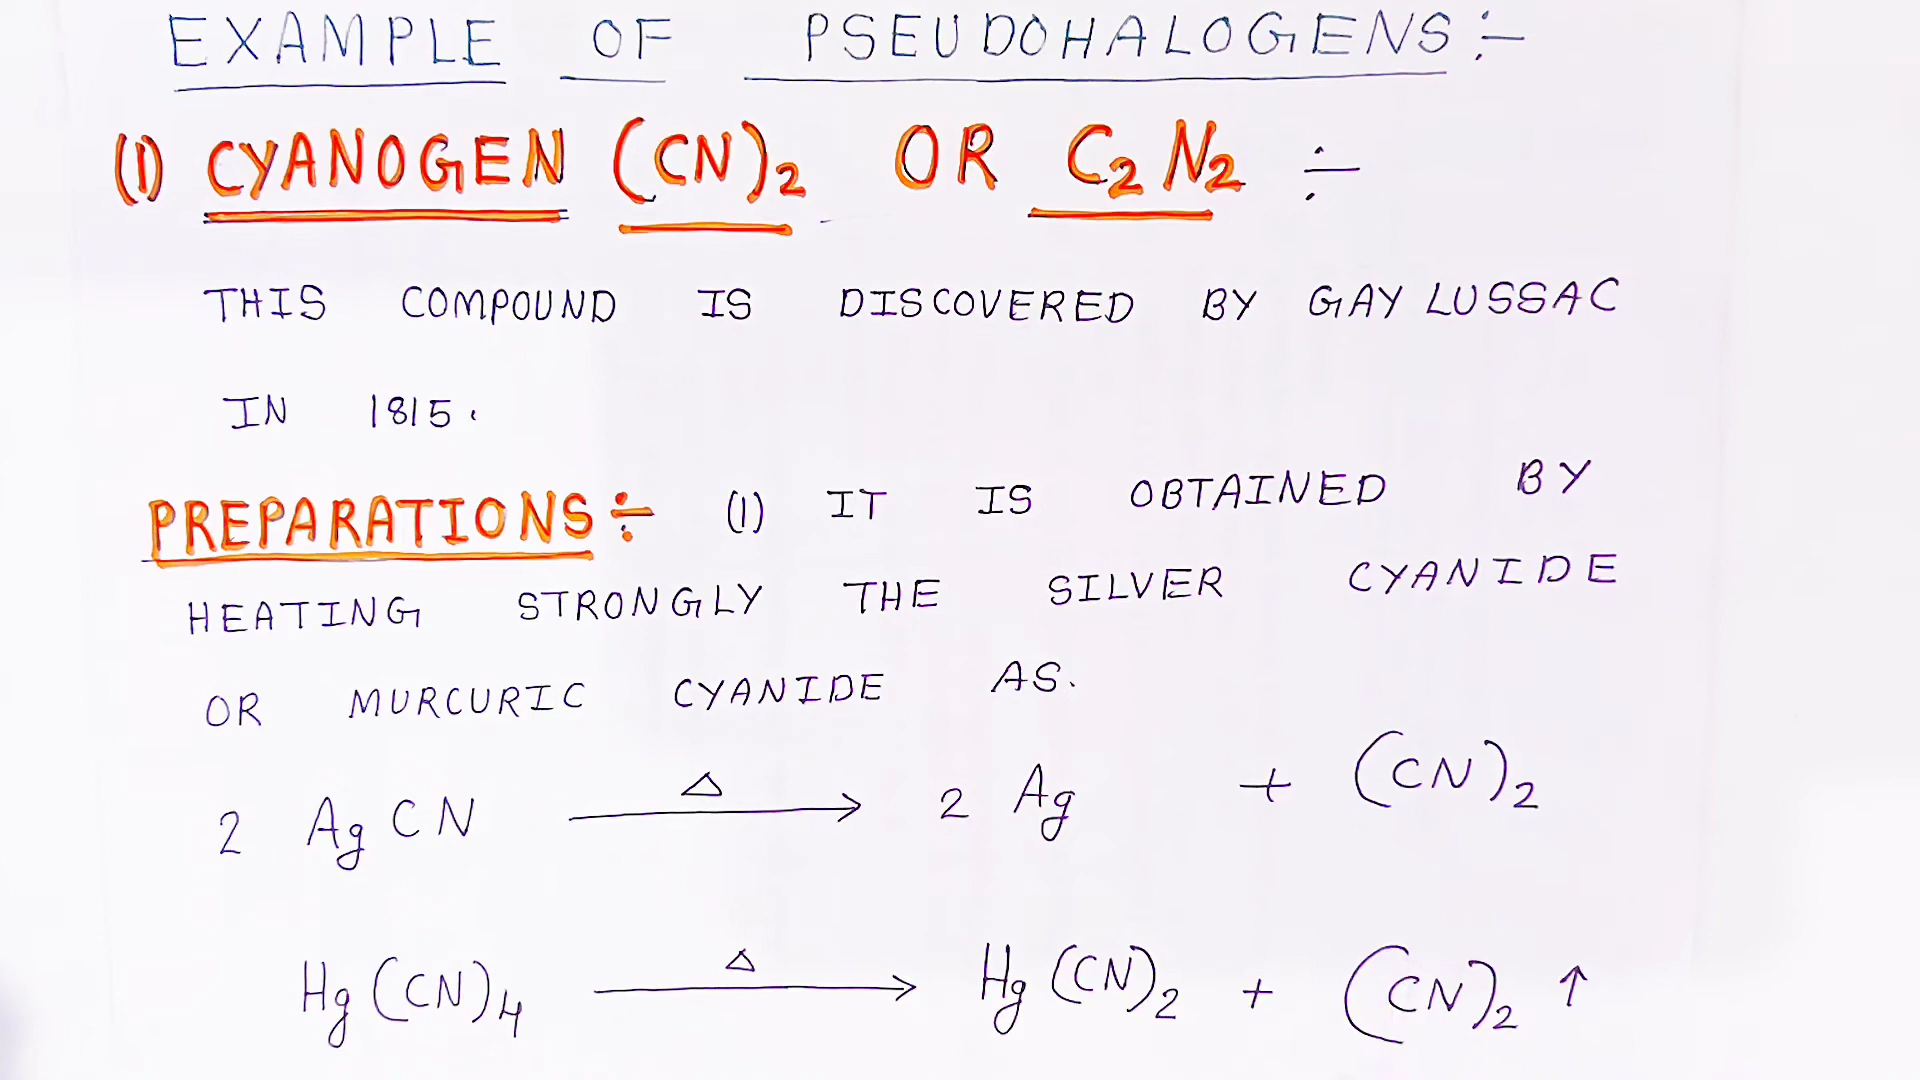 EXAMPLE OF PSEUDOHALOGENS :-
(1) CYANOGEN (CN)₂ OR C₂N₂ ÷
THIS COMPOUND IS DISCOVERED BY GAY LUSSAC
IN 1815.
PREPARATIONS ÷ (1) IT IS OBTAINED BY
HEATING STRONGLY THE SILVER CYANIDE
OR MURCURIC CYANIDE AS.
2 AgCN —Δ→ 2 Ag + (CN)₂
Hg(CN)₄ —Δ→ Hg(CN)₂ + (CN)₂ ↑